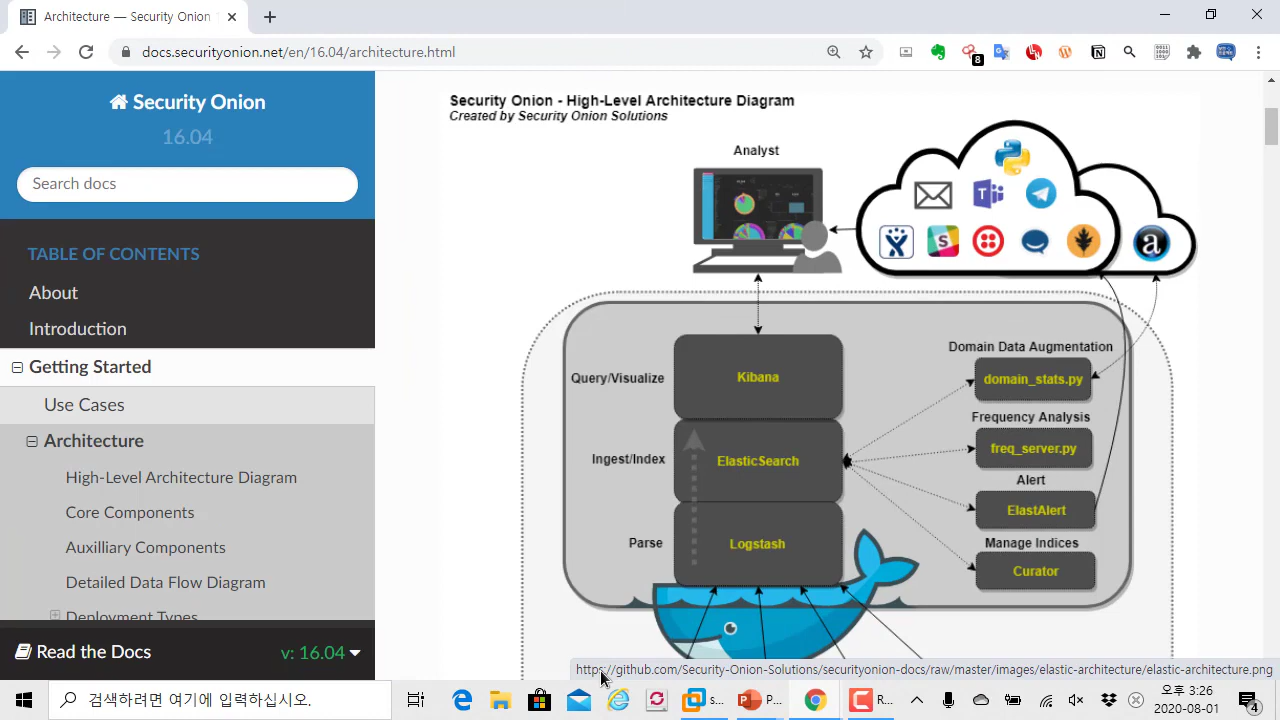 Architecture — Security Onion
docs.securityonion.net/en/16.04/architecture.html
8
Security Onion
16.04
Search docs
TABLE OF CONTENTS
About
Introduction
Getting Started
Use Cases
Architecture
High-Level Architecture Diagram
Core Components
Auxilliary Components
Detailed Data Flow Diagram
Deployment Types
Read the Docs
v: 16.04
Security Onion - High-Level Architecture Diagram
Created by Security Onion Solutions
Analyst
Query/Visualize
Kibana
Ingest/Index
ElasticSearch
Parse
Logstash
Domain Data Augmentation
domain_stats.py
Frequency Analysis
freq_server.py
Alert
ElastAlert
Manage Indices
Curator
a
https://github.com/Security-Onion-Solutions/securityonion-docs/raw/master/images/elastic-architecture/elastic-architecture.png
검색하려면 여기에 입력하십시오.
s...
P...
R...
오후 3:26
2020-08-01
4